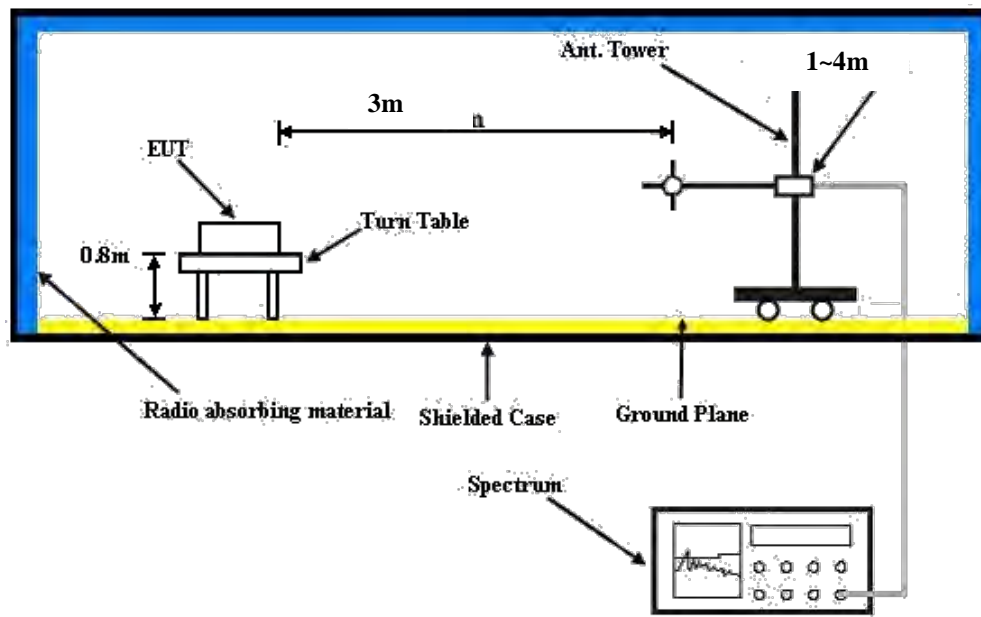 Ant. Tower
1~4m
3m
n
EUT
Turn Table
0.8m
Radio absorbing material
Shielded Case
Ground Plane
Spectrum